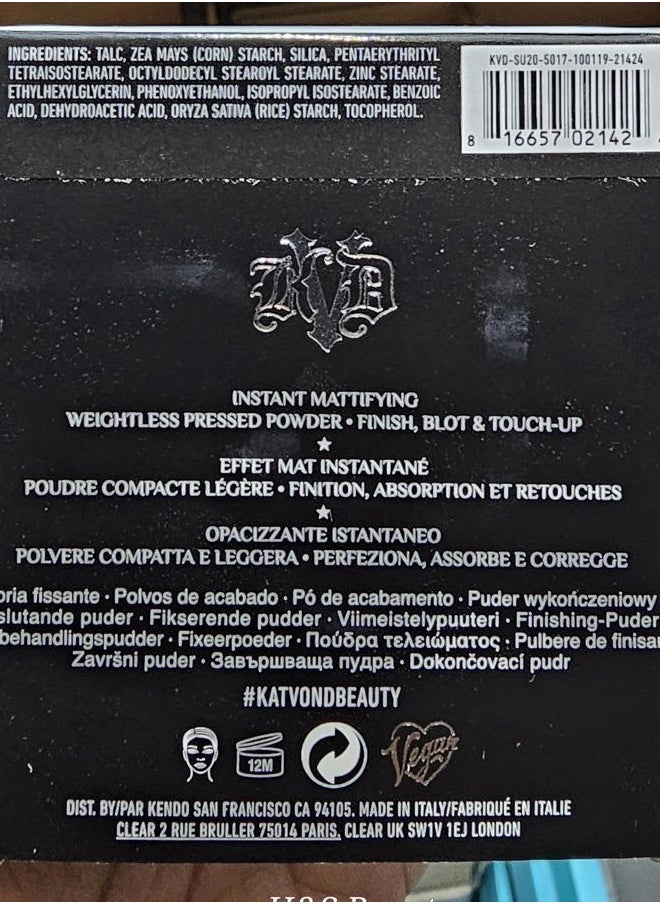 INGREDIENTS: TALC, ZEA MAYS (CORN) STARCH, SILICA, PENTAERYTHRITYL
TETRAISOSTEARATE, OCTYLDODECYL STEAROYL STEARATE, ZINC STEARATE,
ETHYLHEXYLGLYCERIN, PHENOXYETHANOL, ISOPROPYL ISOSTEARATE, BENZOIC
ACID, DEHYDROACETIC ACID, ORYZA SATIVA (RICE) STARCH, TOCOPHEROL.
KVD-SU20-5017-100119-21424
8 16657 02142
KVD
INSTANT MATTIFYING
WEIGHTLESS PRESSED POWDER • FINISH, BLOT & TOUCH-UP
EFFET MAT INSTANTANÉ
POUDRE COMPACTE LÉGÈRE • FINITION, ABSORPTION ET RETOUCHES
OPACIZZANTE ISTANTANEO
POLVERE COMPATTA E LEGGERA • PERFEZIONA, ASSORBE E CORREGGE
fissante · Polvos de acabado · Pó de acabamento · Puder wykończeniowy
slutande puder · Fikserende pudder · Viimeistelypuuteri · Finishing-Puder
behandlingspudder · Fixeerpoeder · Πούδρα τελειώματος · Pulbere de
Završni puder · Завършваща пудра · Dokončovací pudr
#KATVONDBEAUTY
12M
Vegan
DIST. BY/PAR KENDO SAN FRANCISCO CA 94105. MADE IN ITALY/FABRIQUÉ EN ITALIE
CLEAR 2 RUE BRULLER 75014 PARIS, CLEAR UK SW1V 1EJ LONDON